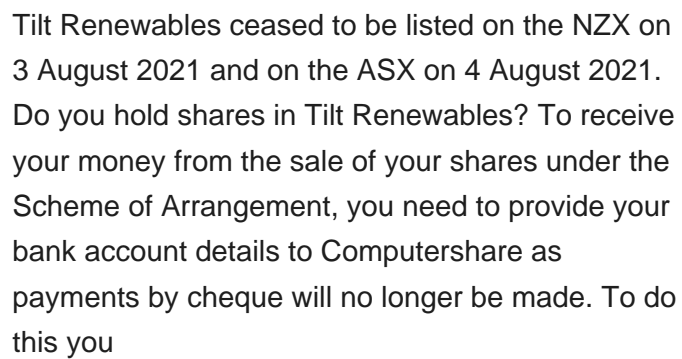 Tilt Renewables ceased to be listed on the NZX on
3 August 2021 and on the ASX on 4 August 2021.
Do you hold shares in Tilt Renewables? To receive
your money from the sale of your shares under the
Scheme of Arrangement, you need to provide your
bank account details to Computershare as
payments by cheque will no longer be made. To do
this you